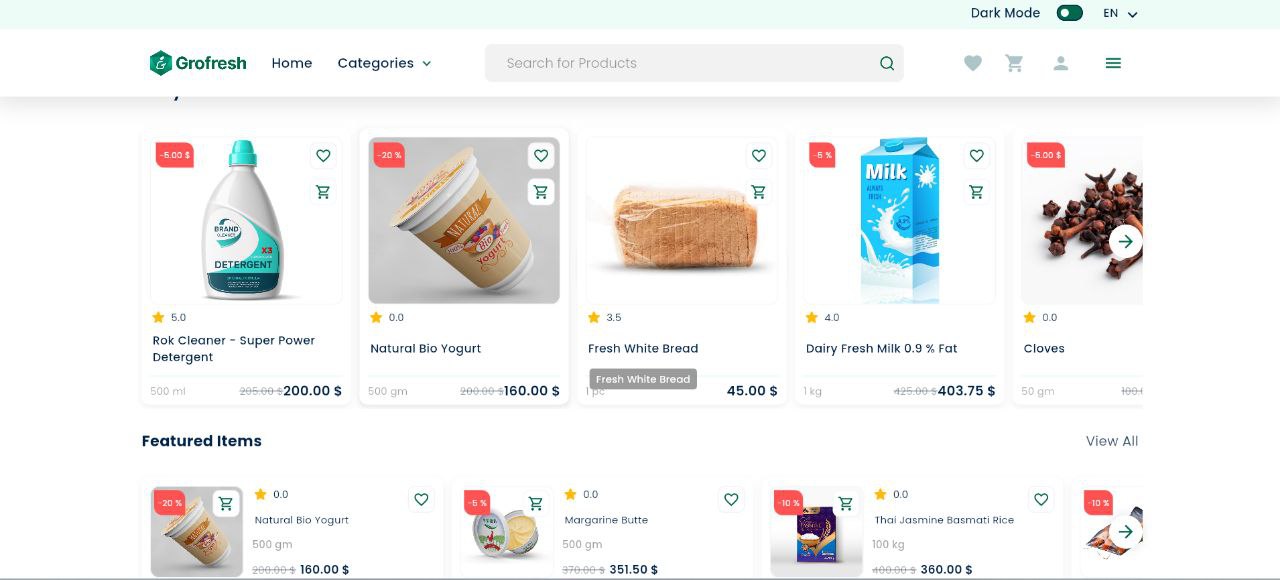 Dark Mode EN
Grofresh Home Categories Search for Products
-5.00 $ -20 % -5 % -5.00 $
BRAND
CLEANER
X3
DETERGENT
NATURAL
100% Bio
Yogurt
Milk
ALWAYS
FRESH
5.0 0.0 3.5 4.0 0.0
Rok Cleaner - Super Power
Detergent
Natural Bio Yogurt
Fresh White Bread
Dairy Fresh Milk 0.9 % Fat
Cloves
Fresh White Bread
500 ml 205.00 $ 200.00 $
500 gm 200.00 $ 160.00 $
1 pc 45.00 $
1 kg 425.00 $ 403.75 $
50 gm
Featured Items View All
-20 % 0.0 -5 % 0.0 -10 % 0.0 -10 %
Natural Bio Yogurt Margarine Butte Thai Jasmine Basmati Rice
500 gm 500 gm 100 kg
200.00 $ 160.00 $ 370.00 $ 351.50 $ 400.00 $ 360.00 $